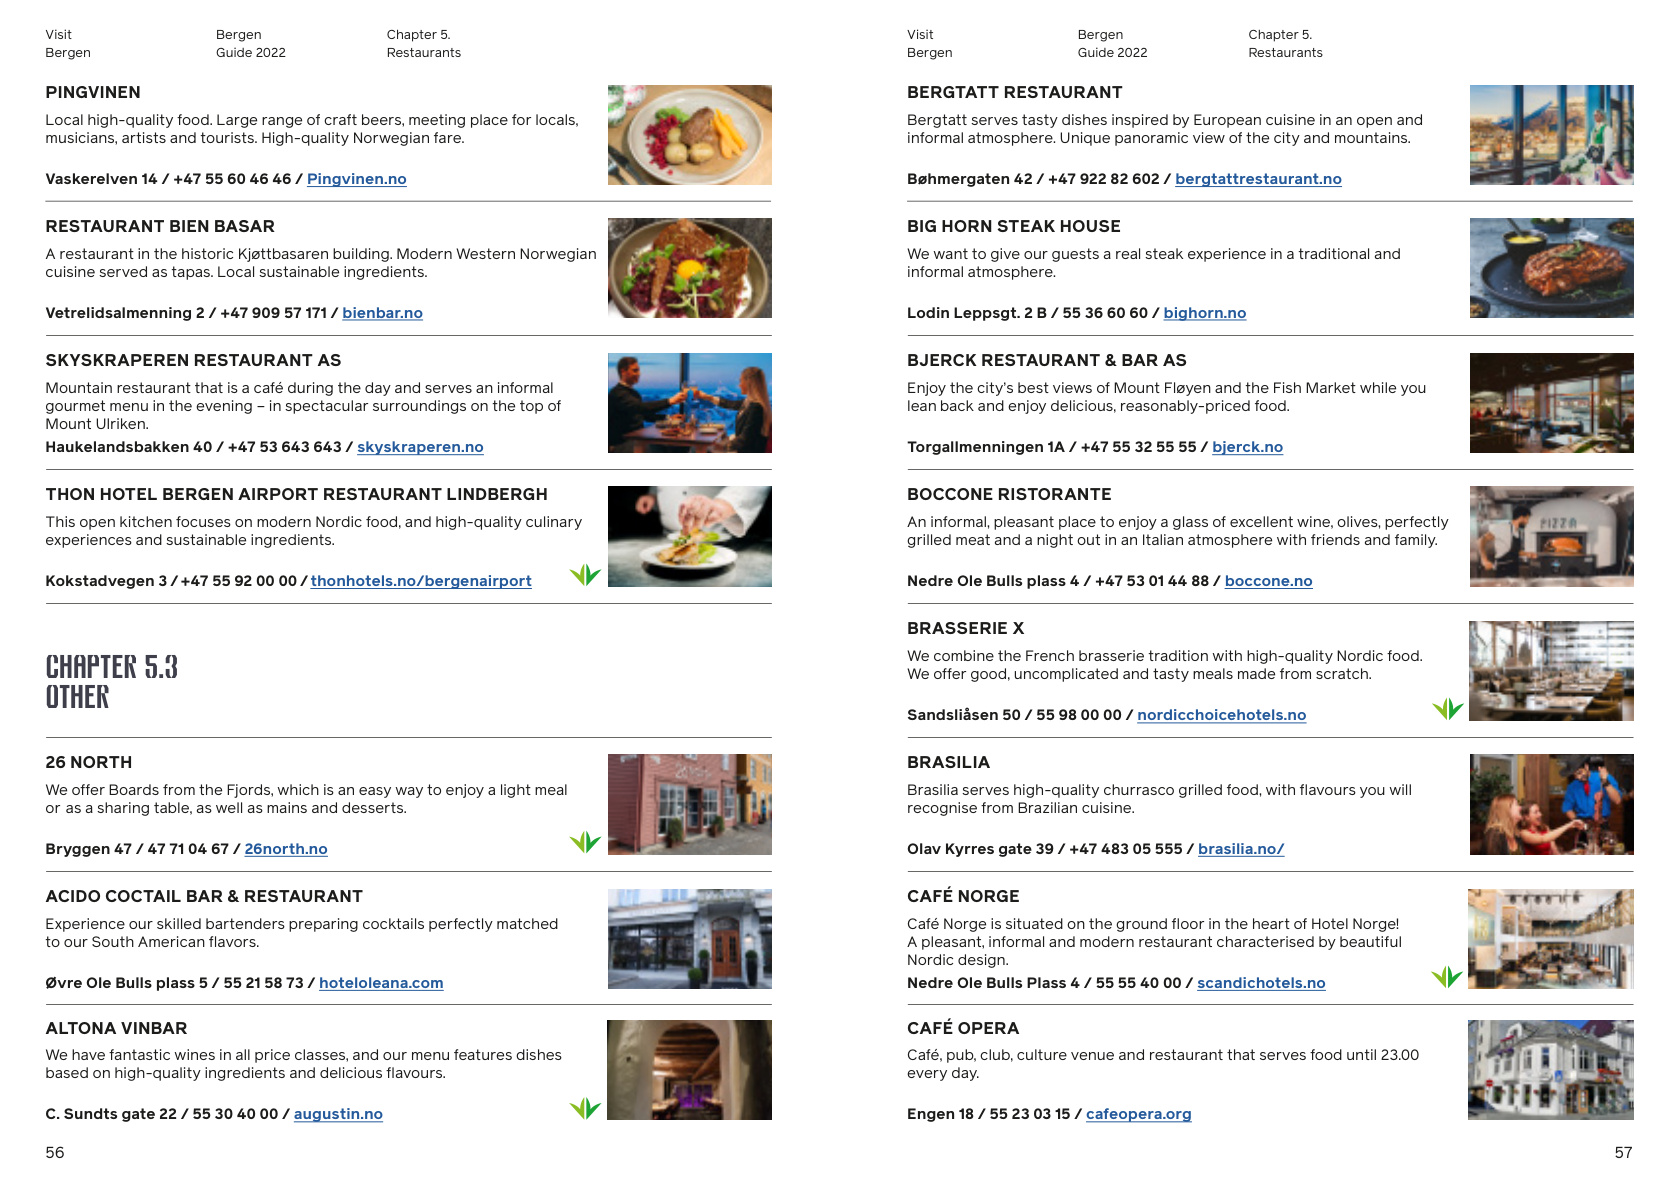 Visit
Bergen
Bergen
Guide 2022
Chapter 5.
Restaurants
PINGVINEN
Local high-quality food. Large range of craft beers, meeting place for locals,
musicians, artists and tourists. High-quality Norwegian fare.
Vaskerelven 14 / +47 55 60 46 46 / Pingvinen.no
RESTAURANT BIEN BASAR
A restaurant in the historic Kjøttbasaren building. Modern Western Norwegian
cuisine served as tapas. Local sustainable ingredients.
Vetrelidsalmenning 2 / +47 909 57 171 / bienbar.no
SKYSKRAPEREN RESTAURANT AS
Mountain restaurant that is a café during the day and serves an informal
gourmet menu in the evening – in spectacular surroundings on the top of
Mount Ulriken.
Haukelandsbakken 40 / +47 53 643 643 / skyskraperen.no
THON HOTEL BERGEN AIRPORT RESTAURANT LINDBERGH
This open kitchen focuses on modern Nordic food, and high-quality culinary
experiences and sustainable ingredients.
Kokstadvegen 3 / +47 55 92 00 00 / thonhotels.no/bergenairport
CHAPTER 5.3
OTHER
26 NORTH
We offer Boards from the Fjords, which is an easy way to enjoy a light meal
or as a sharing table, as well as mains and desserts.
Bryggen 47 / 47 71 04 67 / 26north.no
ACIDO COCTAIL BAR & RESTAURANT
Experience our skilled bartenders preparing cocktails perfectly matched
to our South American flavors.
Øvre Ole Bulls plass 5 / 55 21 58 73 / hoteloleana.com
ALTONA VINBAR
We have fantastic wines in all price classes, and our menu features dishes
based on high-quality ingredients and delicious flavours.
C. Sundts gate 22 / 55 30 40 00 / augustin.no
56
Visit
Bergen
Bergen
Guide 2022
Chapter 5.
Restaurants
BERGTATT RESTAURANT
Bergtatt serves tasty dishes inspired by European cuisine in an open and
informal atmosphere. Unique panoramic view of the city and mountains.
Bøhmergaten 42 / +47 922 82 602 / bergtattrestaurant.no
BIG HORN STEAK HOUSE
We want to give our guests a real steak experience in a traditional and
informal atmosphere.
Lodin Leppsgt. 2 B / 55 36 60 60 / bighorn.no
BJERCK RESTAURANT & BAR AS
Enjoy the city's best views of Mount Fløyen and the Fish Market while you
lean back and enjoy delicious, reasonably-priced food.
Torgallmenningen 1A / +47 55 32 55 55 / bjerck.no
BOCCONE RISTORANTE
An informal, pleasant place to enjoy a glass of excellent wine, olives, perfectly
grilled meat and a night out in an Italian atmosphere with friends and family.
Nedre Ole Bulls plass 4 / +47 53 01 44 88 / boccone.no
PIZZA
BRASSERIE X
We combine the French brasserie tradition with high-quality Nordic food.
We offer good, uncomplicated and tasty meals made from scratch.
Sandsliåsen 50 / 55 98 00 00 / nordicchoicehotels.no
BRASILIA
Brasilia serves high-quality churrasco grilled food, with flavours you will
recognise from Brazilian cuisine.
Olav Kyrres gate 39 / +47 483 05 555 / brasilia.no/
CAFÉ NORGE
Café Norge is situated on the ground floor in the heart of Hotel Norge!
A pleasant, informal and modern restaurant characterised by beautiful
Nordic design.
Nedre Ole Bulls Plass 4 / 55 55 40 00 / scandichotels.no
CAFÉ OPERA
Café, pub, club, culture venue and restaurant that serves food until 23.00
every day.
Engen 18 / 55 23 03 15 / cafeopera.org
57